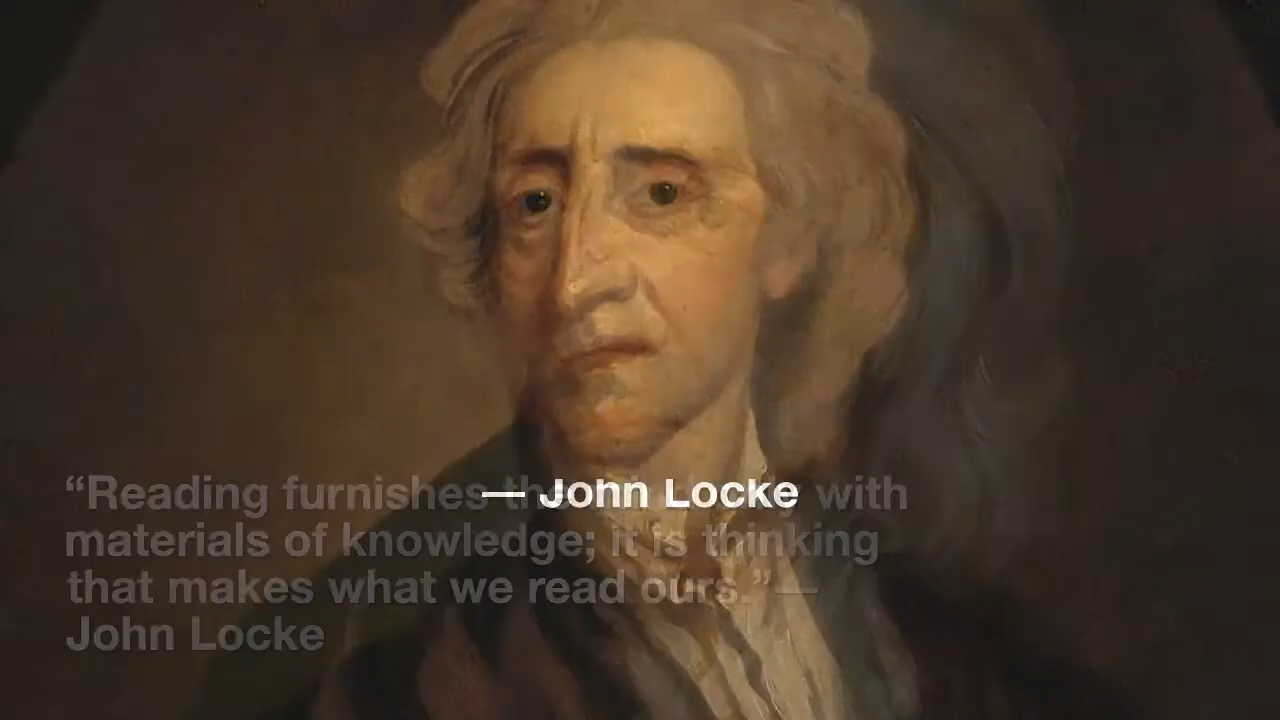 “Reading furnishes the with
— John Locke
materials of knowledge; it is thinking
that makes what we read ours.” —
John Locke